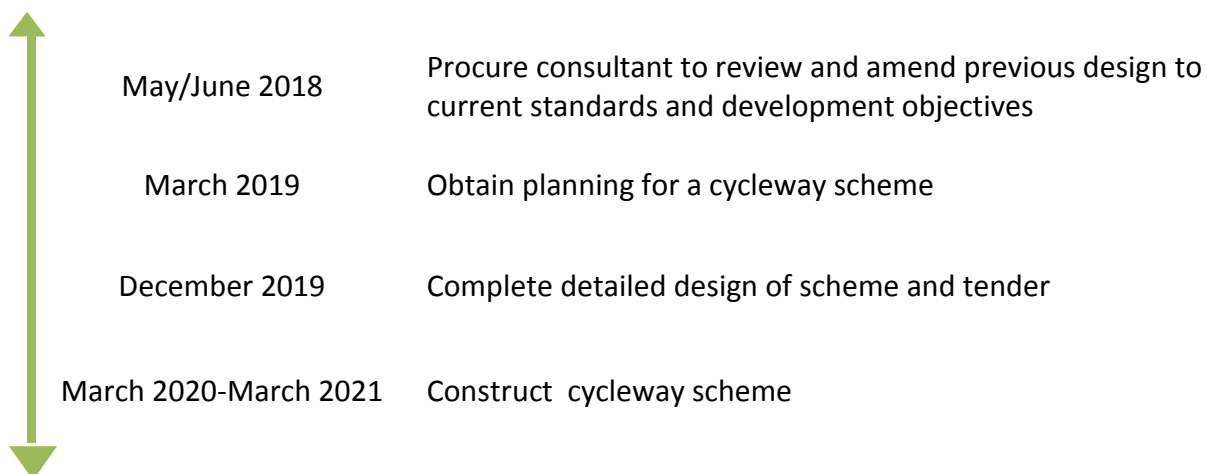 May/June 2018
Procure consultant to review and amend previous design to
current standards and development objectives
March 2019
Obtain planning for a cycleway scheme
December 2019
Complete detailed design of scheme and tender
March 2020-March 2021
Construct  cycleway scheme